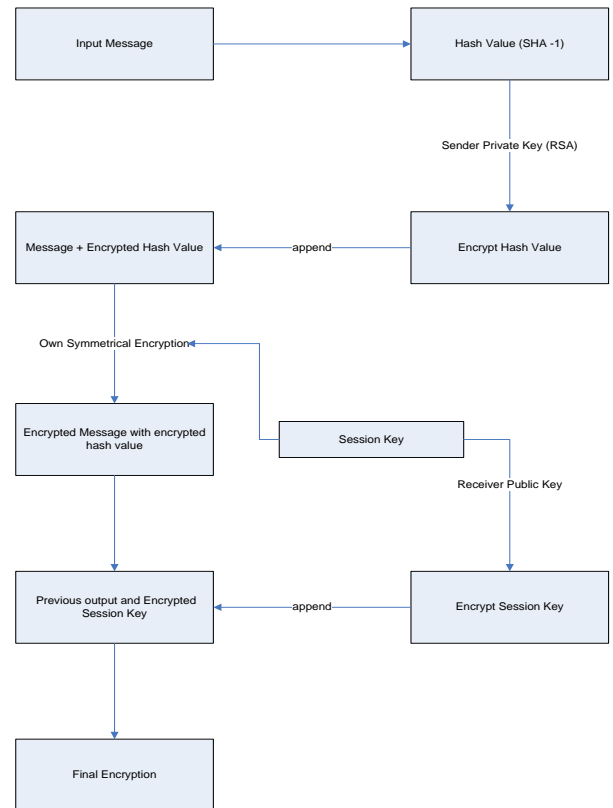 Input Message
Hash Value (SHA -1)
Sender Private Key (RSA)
Message + Encrypted Hash Value
append
Encrypt Hash Value
Own Symmetrical Encryption
Encrypted Message with encrypted
hash value
Session Key
Receiver Public Key
Previous output and Encrypted
Session Key
append
Encrypt Session Key
Final Encryption